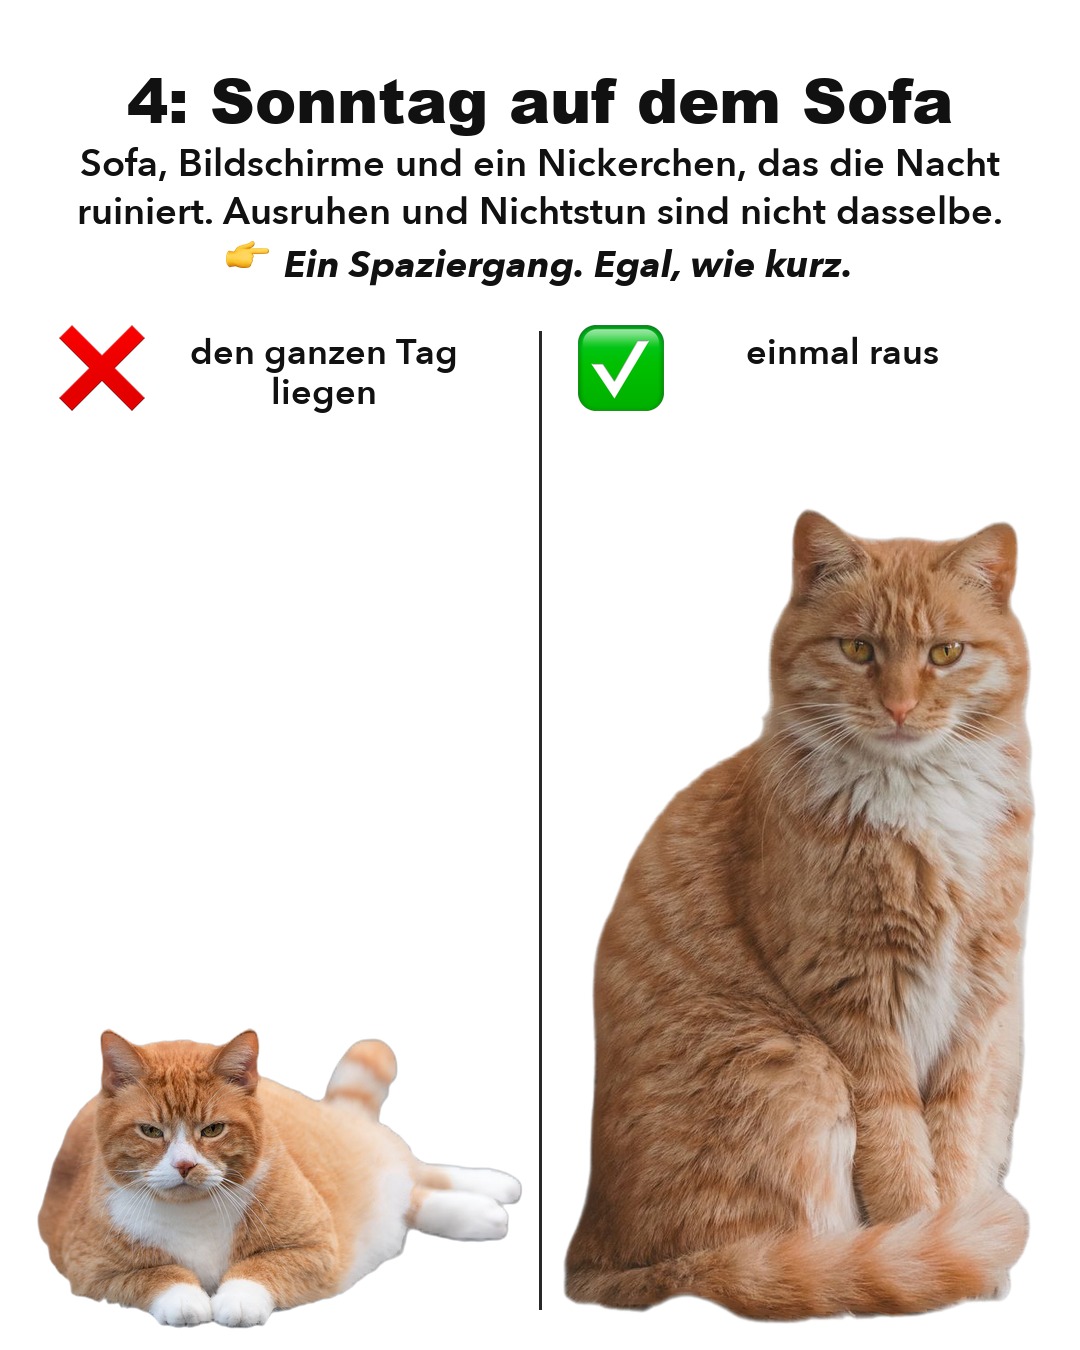 4: Sonntag auf dem Sofa
Sofa, Bildschirme und ein Nickerchen, das die Nacht
ruiniert. Ausruhen und Nichtstun sind nicht dasselbe.
👉 Ein Spaziergang. Egal, wie kurz.
❌ den ganzen Tag
liegen
✅ einmal raus